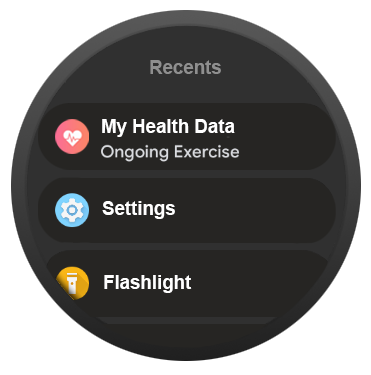 Recents
My Health Data
Ongoing Exercise
Settings
Flashlight